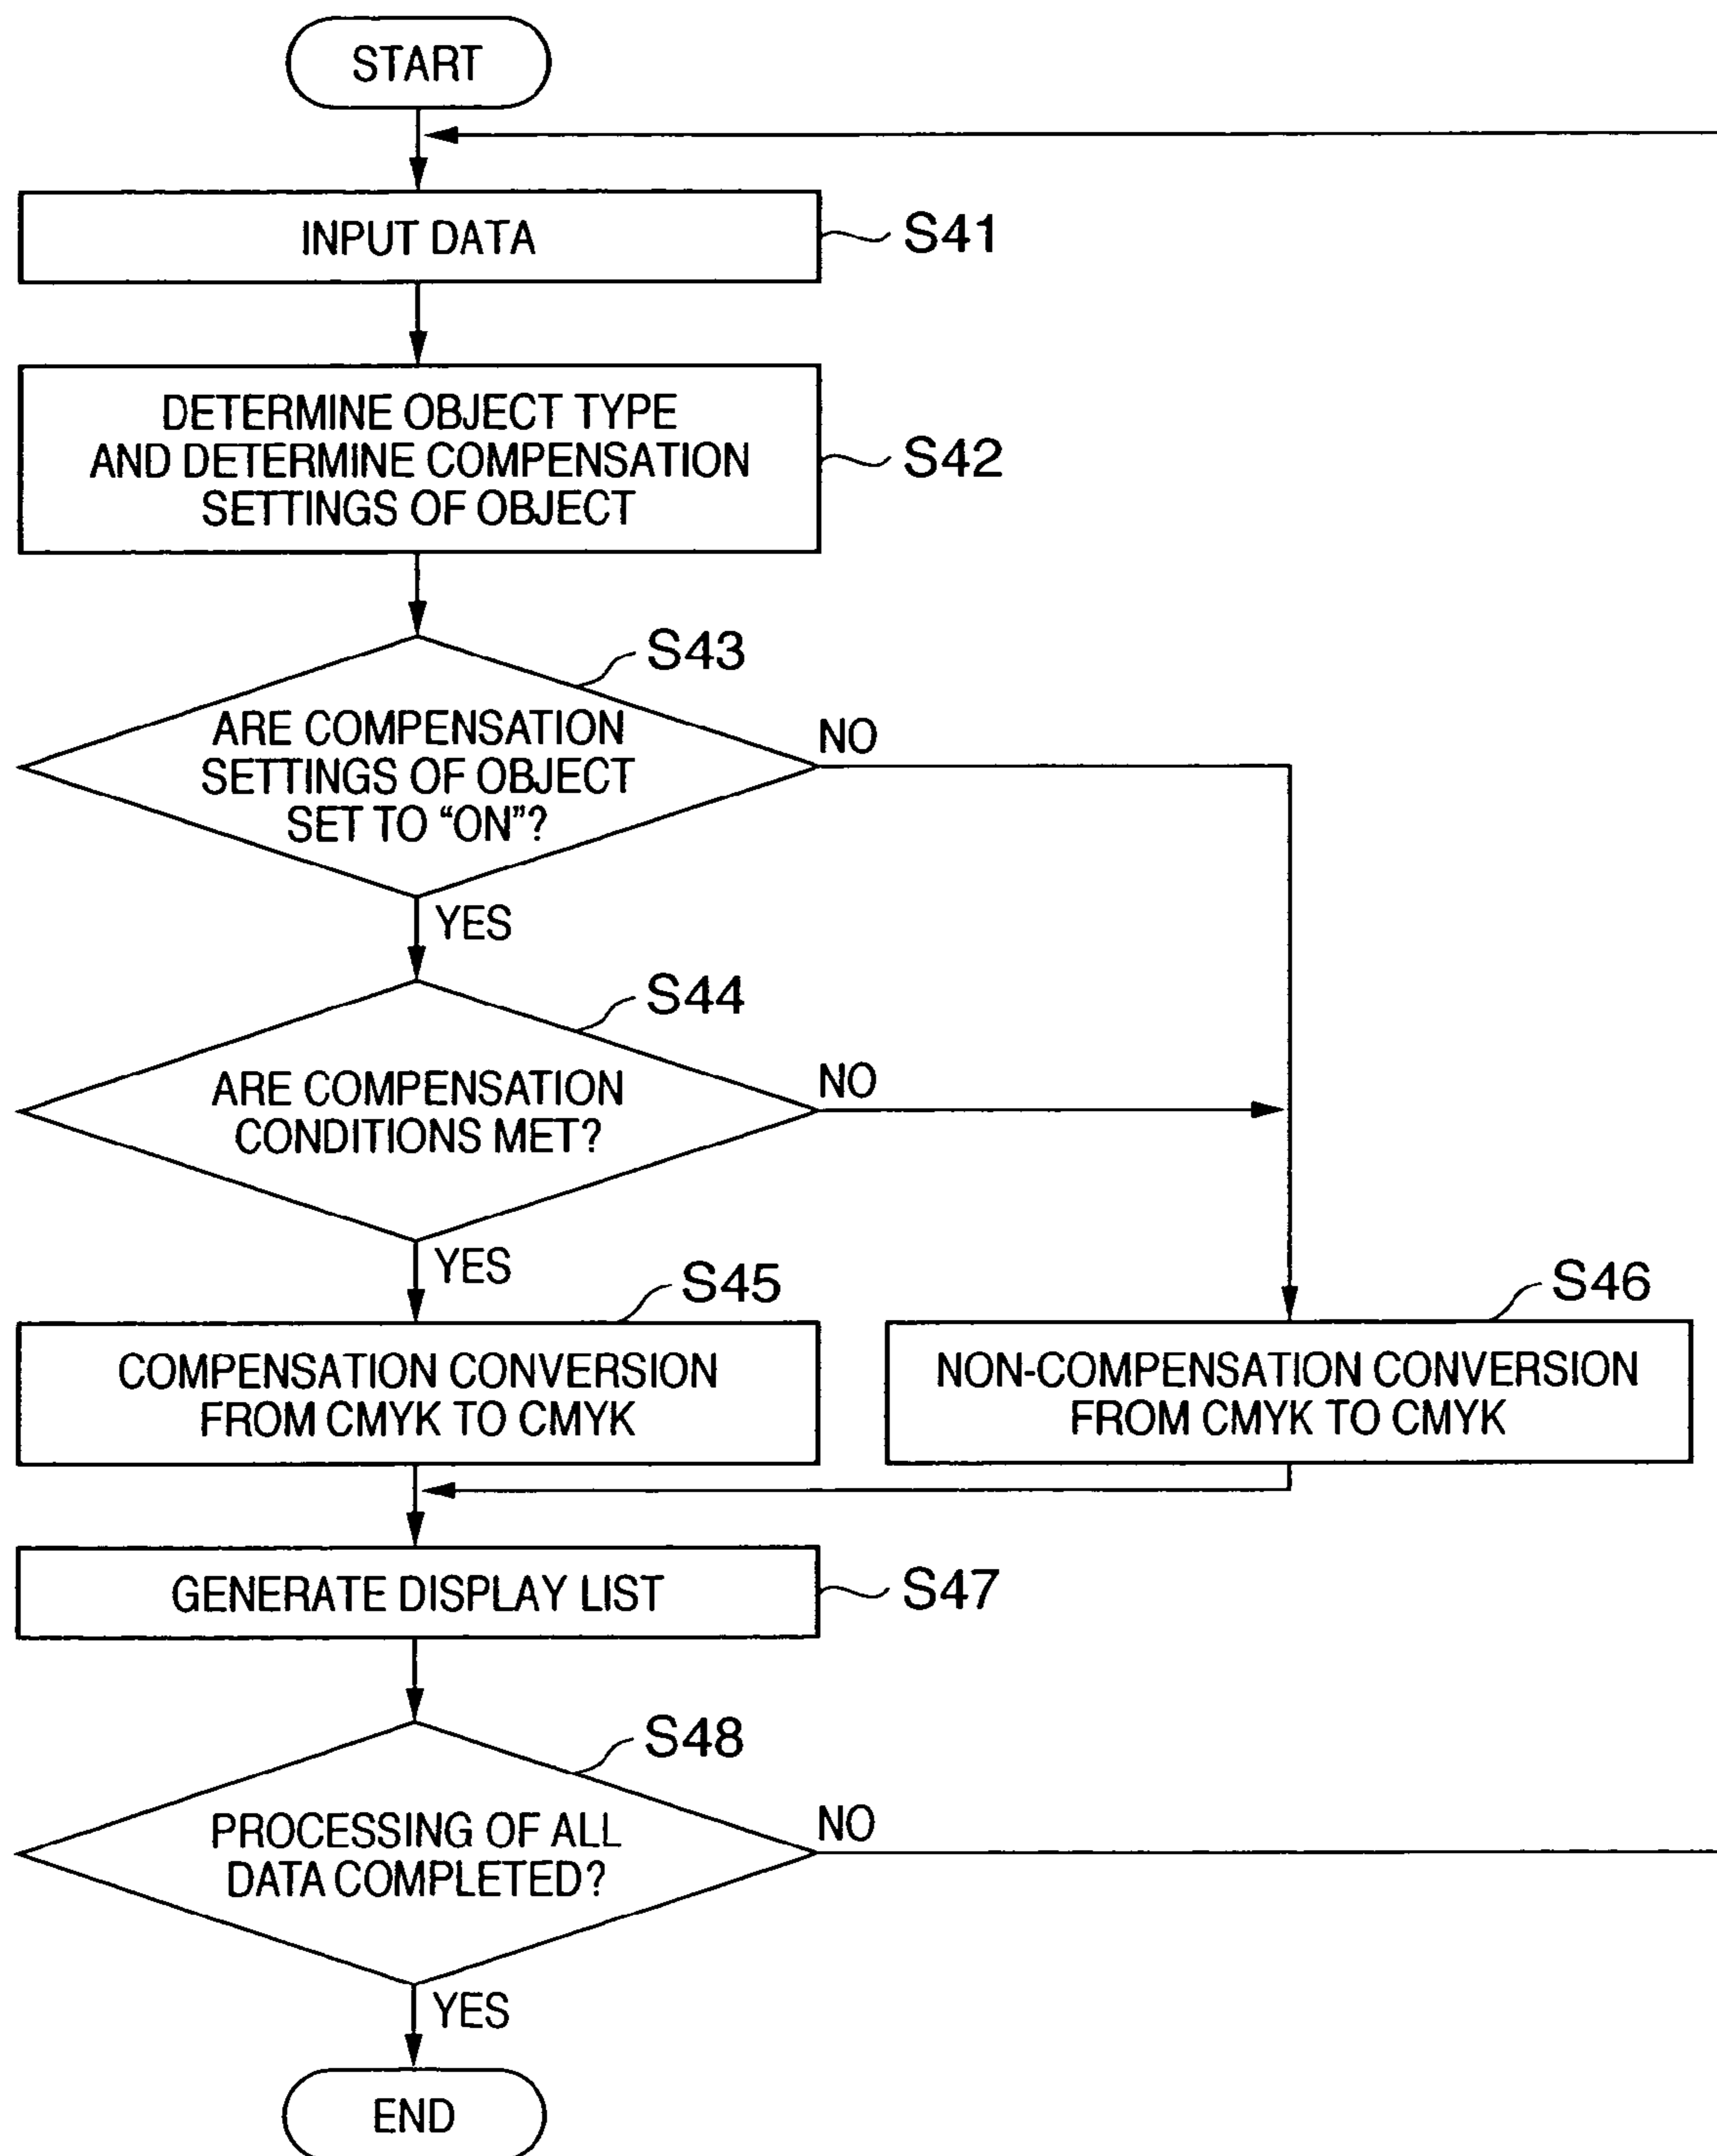 START
INPUT DATA
S41
DETERMINE OBJECT TYPE
AND DETERMINE COMPENSATION
SETTINGS OF OBJECT
S42
S43
ARE COMPENSATION
SETTINGS OF OBJECT
SET TO “ON”?
NO
YES
S44
ARE COMPENSATION
CONDITIONS MET?
NO
YES
S45
COMPENSATION CONVERSION
FROM CMYK TO CMYK
S46
NON-COMPENSATION CONVERSION
FROM CMYK TO CMYK
GENERATE DISPLAY LIST
S47
S48
PROCESSING OF ALL
DATA COMPLETED?
NO
YES
END